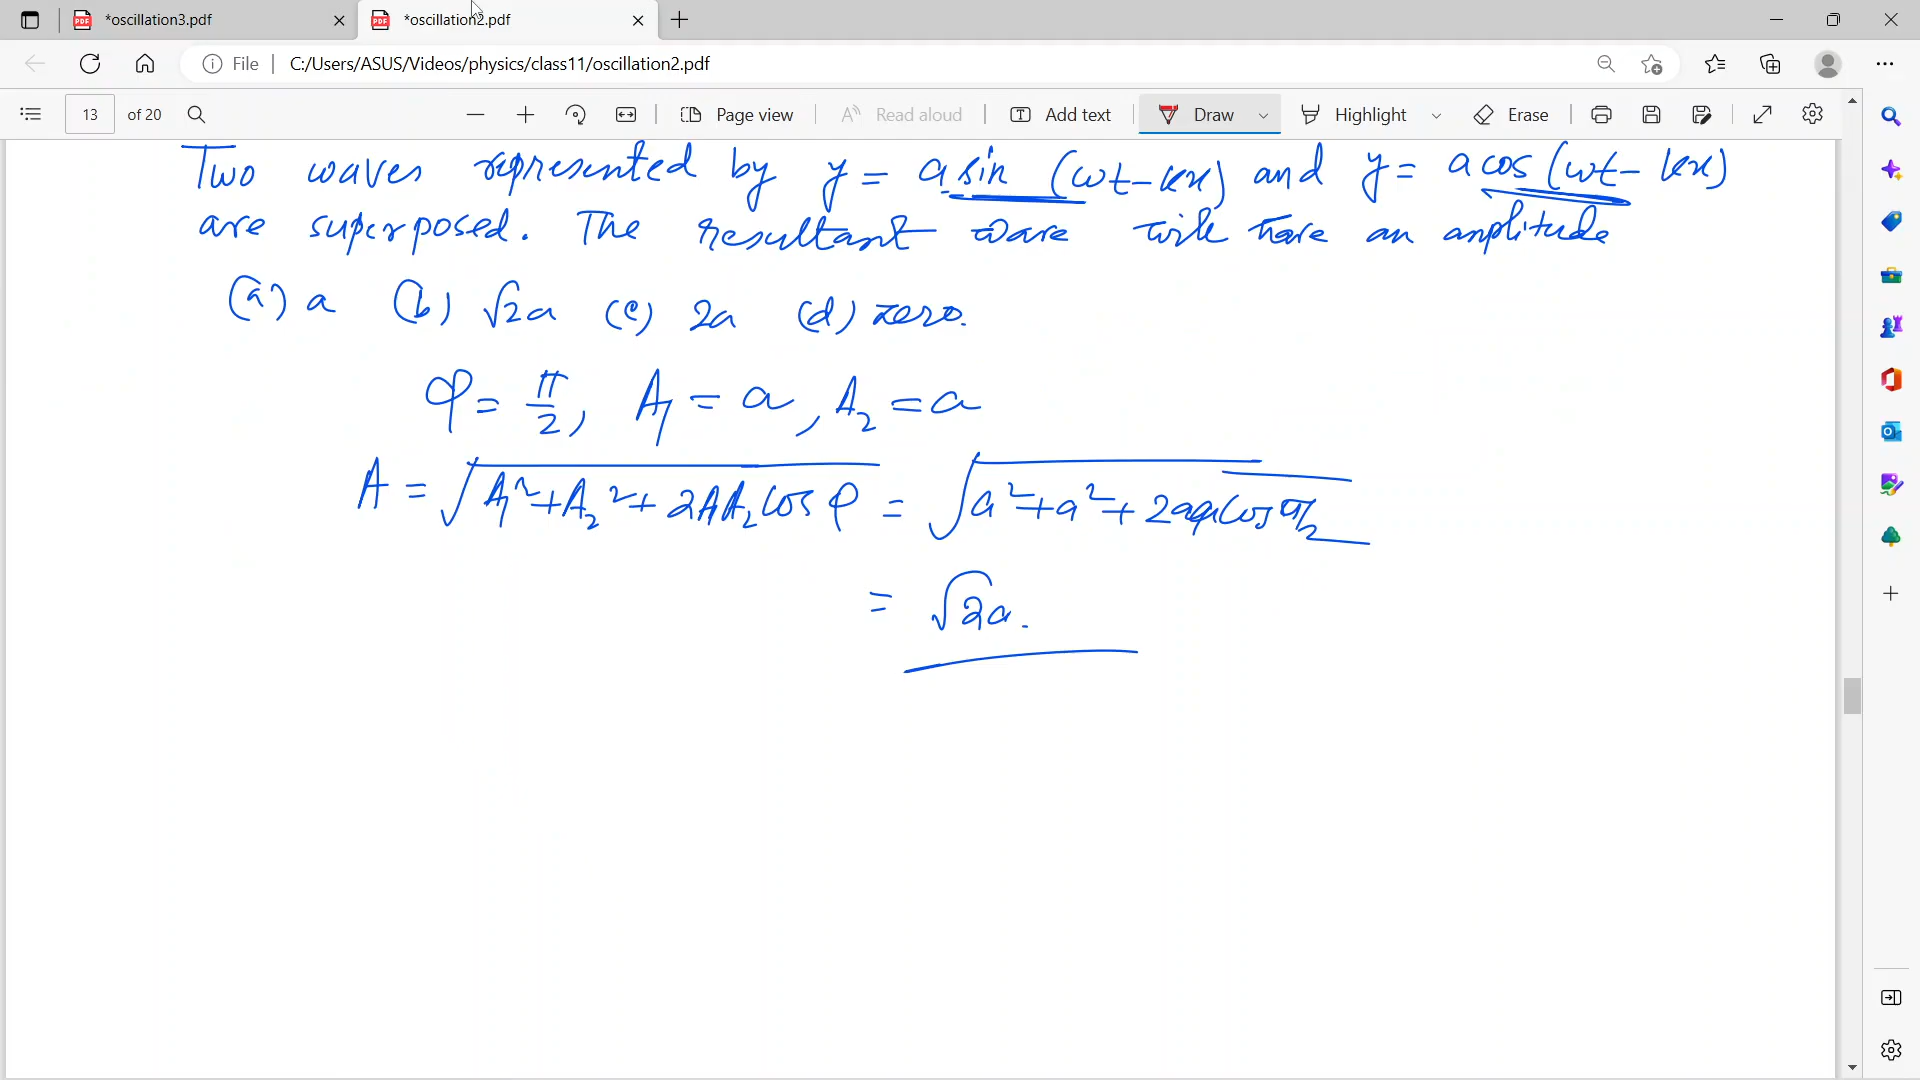 *oscillation3.pdf
*oscillation2.pdf
File
C:/Users/ASUS/Videos/physics/class11/oscillation2.pdf
13 of 20
Page view
Read aloud
Add text
Draw
Highlight
Erase
Two waves represented by y = a sin (ωt-kx) and y = a cos (ωt- kx)
are superposed. The resultant wave will have an amplitude
(a) a (b) √2a (c) 2a (d) zero.
φ = π/2, A₁ = a, A₂ = a
A = √A₁²+A₂²+2A₁A₂ cos φ = √a²+a²+2aa cos π/2
= √2a.